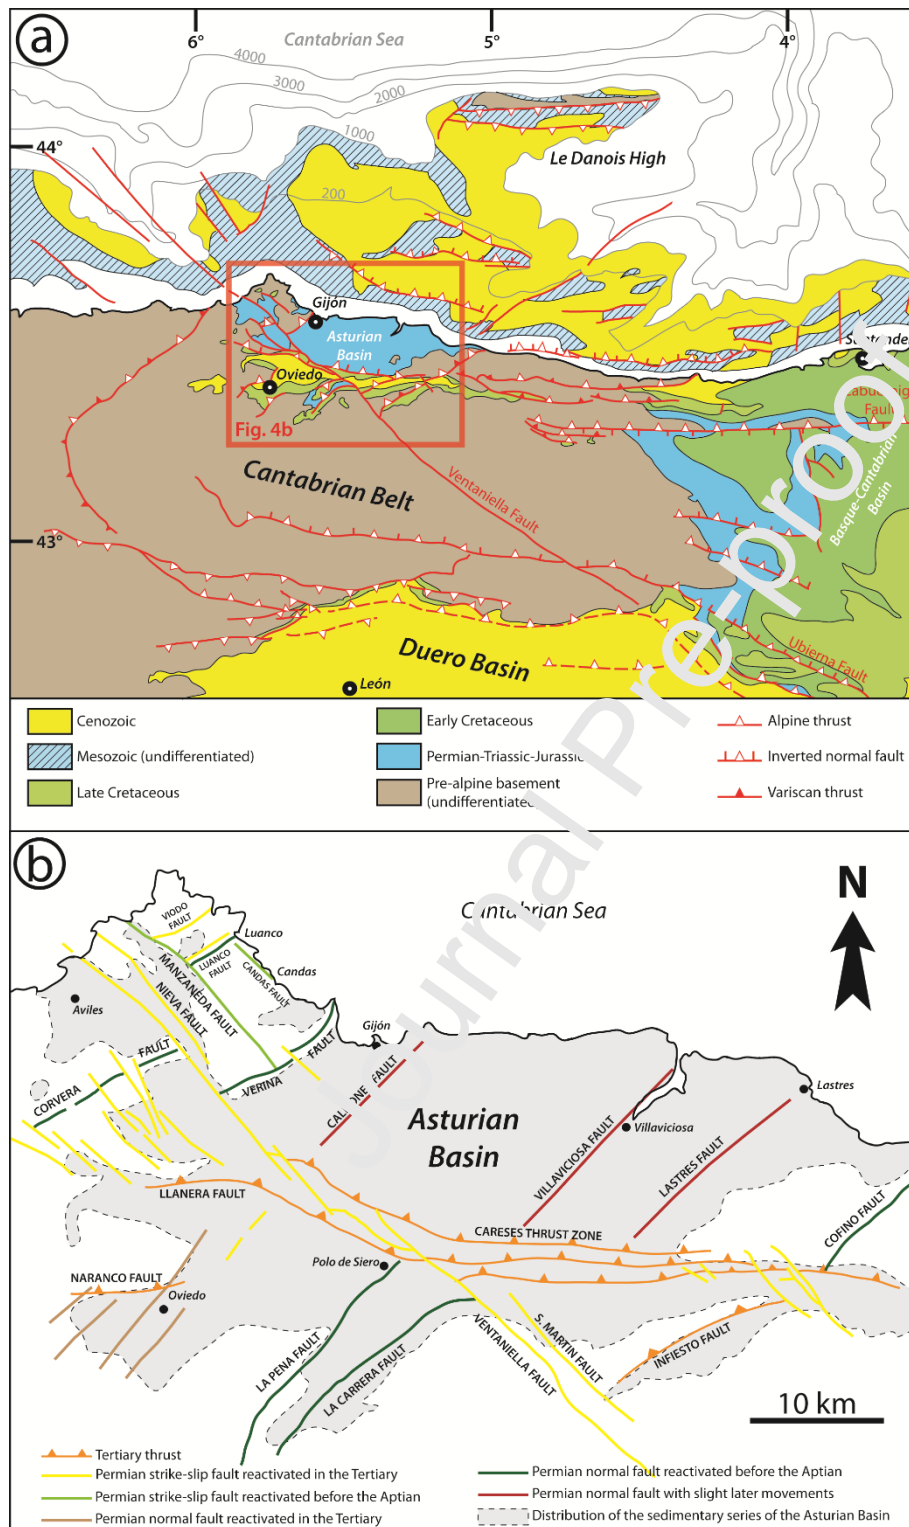 a
6°
5°
4°
Cantabrian Sea
4000
3000
2000
1000
200
44°
Le Danois High
Gijón
Asturian
Basin
Oviedo
Fig. 4b
Fault
Cantabrian Belt
Ventaniella Fault
Basque-Cantabrian
Basin
43°
Duero Basin
Ubierna Fault
León
Cenozoic
Mesozoic (undifferentiated)
Late Cretaceous
Early Cretaceous
Permian-Triassic-Jurassic
Pre-alpine basement
(undifferentiated)
Alpine thrust
Inverted normal fault
Variscan thrust
Journal Pre-proof
b
N
Cantabrian Sea
VIODO
FAULT
Luanco
LUANCO
FAULT
Candas
CANDAS FAULT
MANZANEDA FAULT
NIEVA FAULT
Aviles
Gijón
CORVERA FAULT
VERINA FAULT
FAULT
Asturian
Basin
Lastres
Villaviciosa
VILLAVICIOSA FAULT
LASTRES FAULT
LLANERA FAULT
CARESES THRUST ZONE
COFINO FAULT
Polo de Siero
NARANCO FAULT
Oviedo
LA PENA FAULT
LA CARRERA FAULT
VENTANIELLA FAULT
S. MARTIN FAULT
INFIESTO FAULT
10 km
Tertiary thrust
Permian strike-slip fault reactivated in the Tertiary
Permian strike-slip fault reactivated before the Aptian
Permian normal fault reactivated in the Tertiary
Permian normal fault reactivated before the Aptian
Permian normal fault with slight later movements
Distribution of the sedimentary series of the Asturian Basin